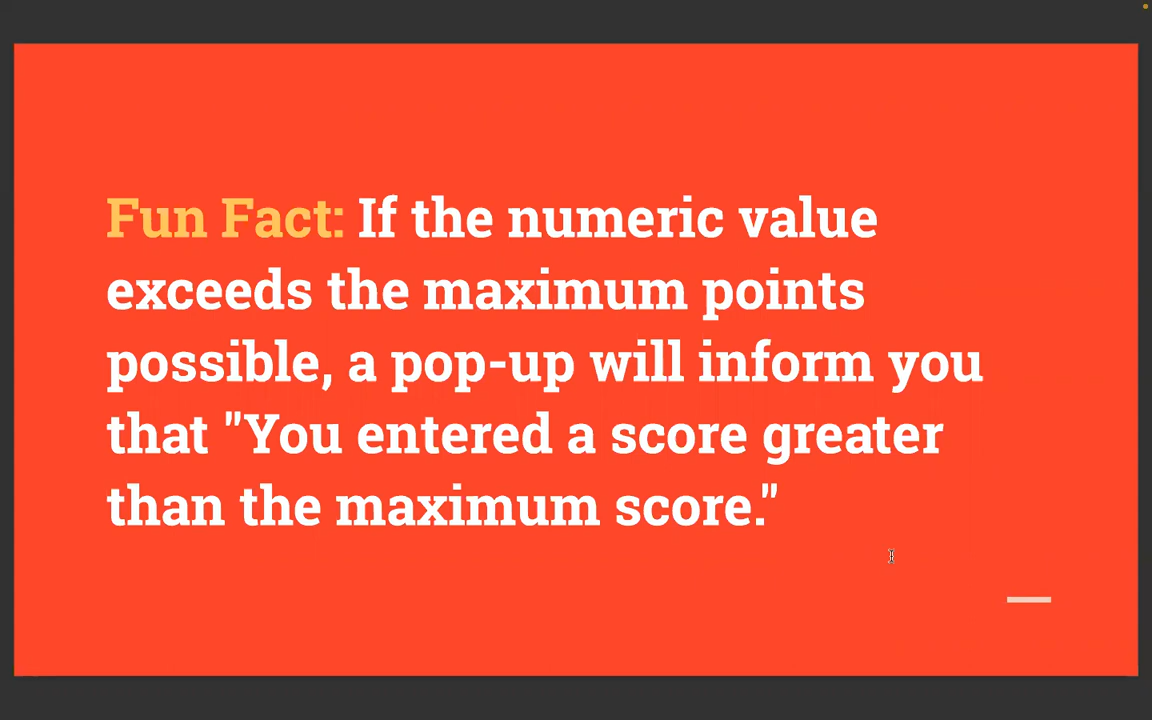 Fun Fact: If the numeric value
exceeds the maximum points
possible, a pop-up will inform you
that "You entered a score greater
than the maximum score."